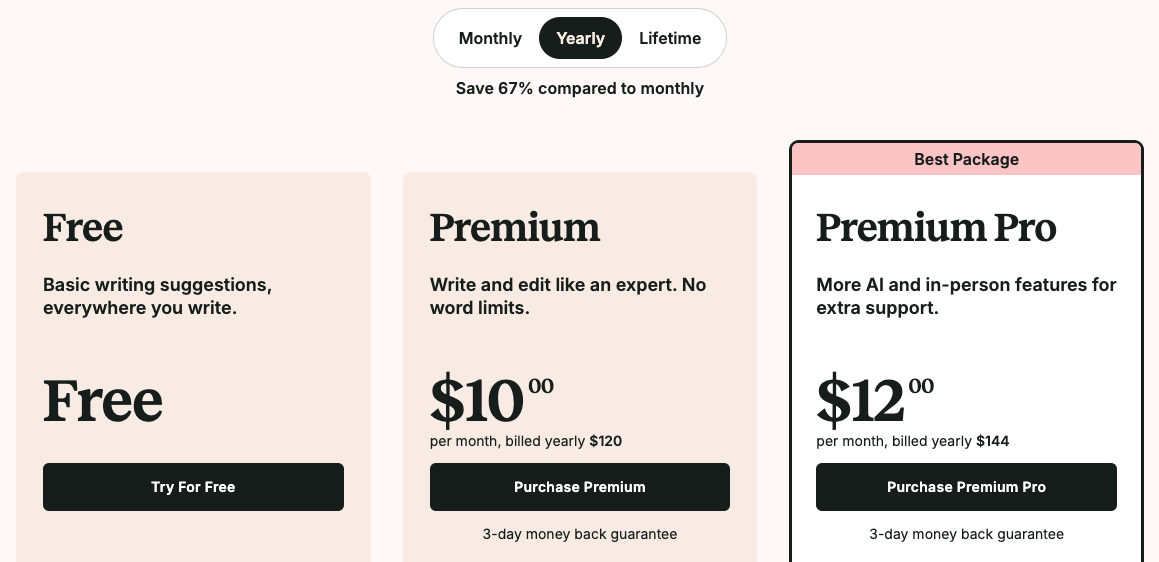 Monthly Yearly Lifetime
Save 67% compared to monthly
Free
Basic writing suggestions,
everywhere you write.
Free
Try For Free
Premium
Write and edit like an expert. No
word limits.
$10 00
per month, billed yearly $120
Purchase Premium
3-day money back guarantee
Best Package
Premium Pro
More AI and in-person features for
extra support.
$12 00
per month, billed yearly $144
Purchase Premium Pro
3-day money back guarantee